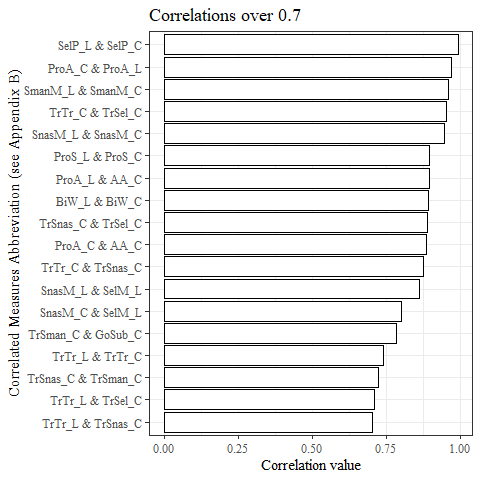 Correlations over 0.7
Correlated Measures Abbreviation (see Appendix B)
SelP_L & SelP_C
ProA_C & ProA_L
SmanM_L & SmanM_C
TrTr_C & TrSel_C
SnasM_L & SnasM_C
ProS_L & ProS_C
ProA_L & AA_C
BiW_L & BiW_C
TrSnas_C & TrSel_C
ProA_C & AA_C
TrTr_C & TrSnas_C
SnasM_L & SelM_L
SnasM_C & SelM_L
TrSman_C & GoSub_C
TrTr_L & TrTr_C
TrSnas_C & TrSman_C
TrTr_L & TrSel_C
TrTr_L & TrSnas_C
0.00 0.25 0.50 0.75 1.00
Correlation value